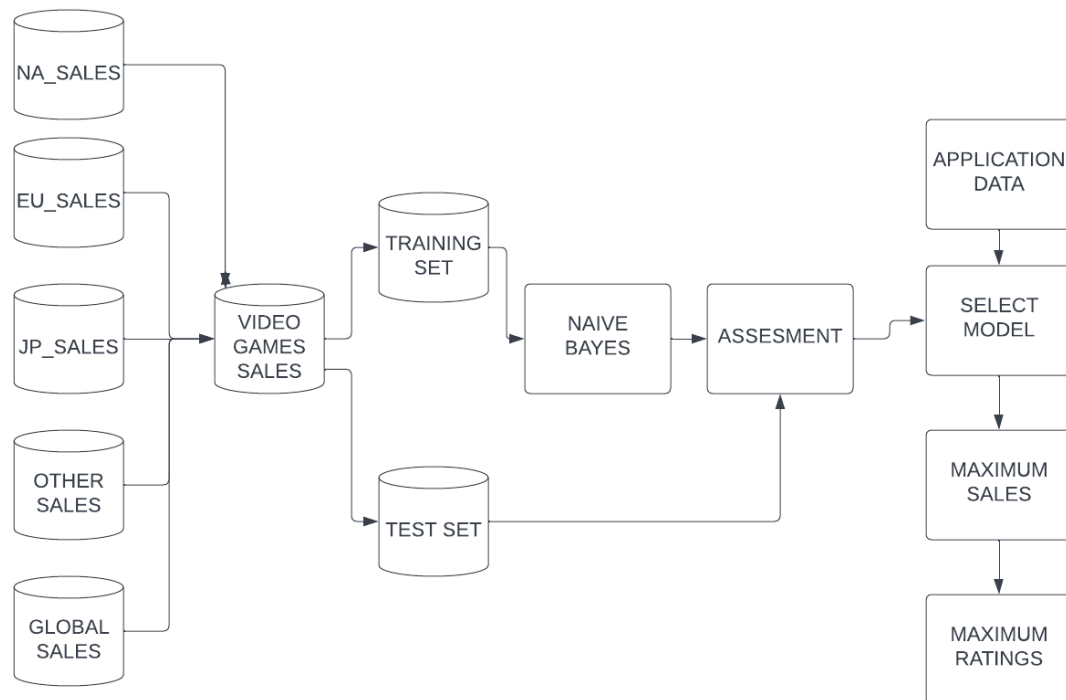 NA_SALES
EU_SALES
JP_SALES
OTHER
SALES
GLOBAL
SALES
VIDEO
GAMES
SALES
TRAINING
SET
TEST SET
NAIVE
BAYES
ASSESMENT
APPLICATION
DATA
SELECT
MODEL
MAXIMUM
SALES
MAXIMUM
RATINGS